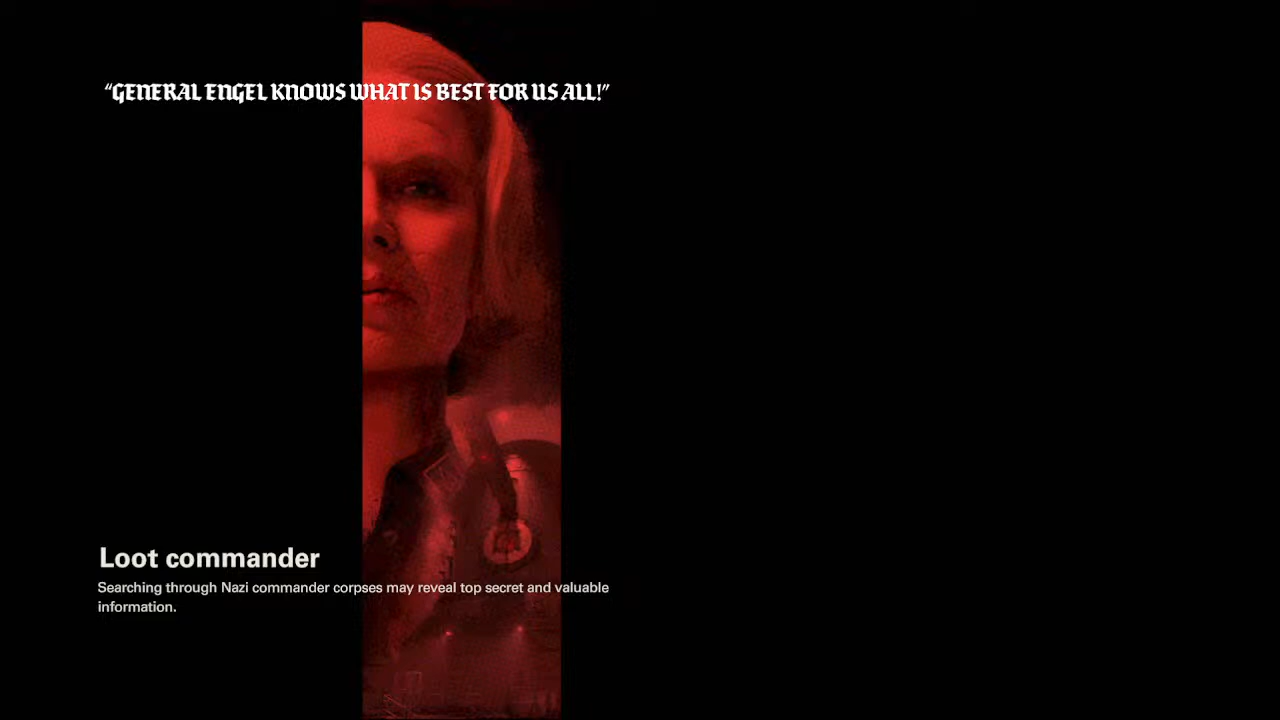 “GENERAL ENGEL KNOWS WHAT IS BEST FOR US ALL!”
Loot commander
Searching through Nazi commander corpses may reveal top secret and valuable
information.